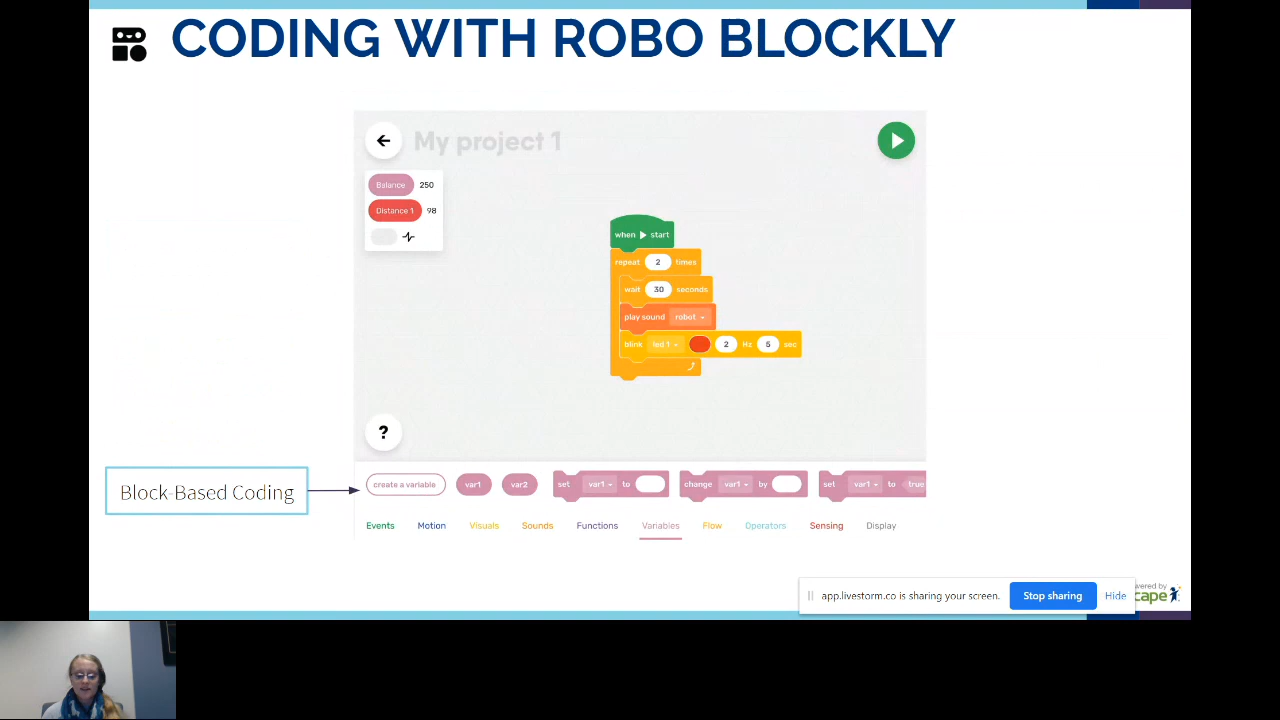 CODING WITH ROBO BLOCKLY
My project 1
Balance 250
Distance 1 98
when start
repeat 2 times
wait 30 seconds
play sound robot
blink led 1 2 Hz 5 sec
?
Block-Based Coding
create a variable var1 var2 set var1 to change var1 by set var1 to true
Events Motion Visuals Sounds Functions Variables Flow Operators Sensing Display
app.livestorm.co is sharing your screen. Stop sharing Hide